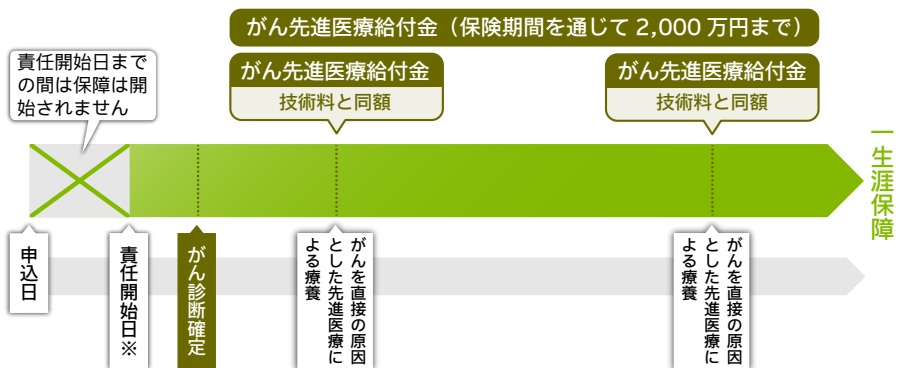 がん先進医療給付金（保険期間を通じて 2,000 万円まで）
責任開始日まで
の間は保障は開
始されません
がん先進医療給付金
技術料と同額
がん先進医療給付金
技術料と同額
一生涯保障
申込日
責任開始日※
がん診断確定
がんを直接の原因
とした先進医療に
よる療養
がんを直接の原因
とした先進医療に
よる療養